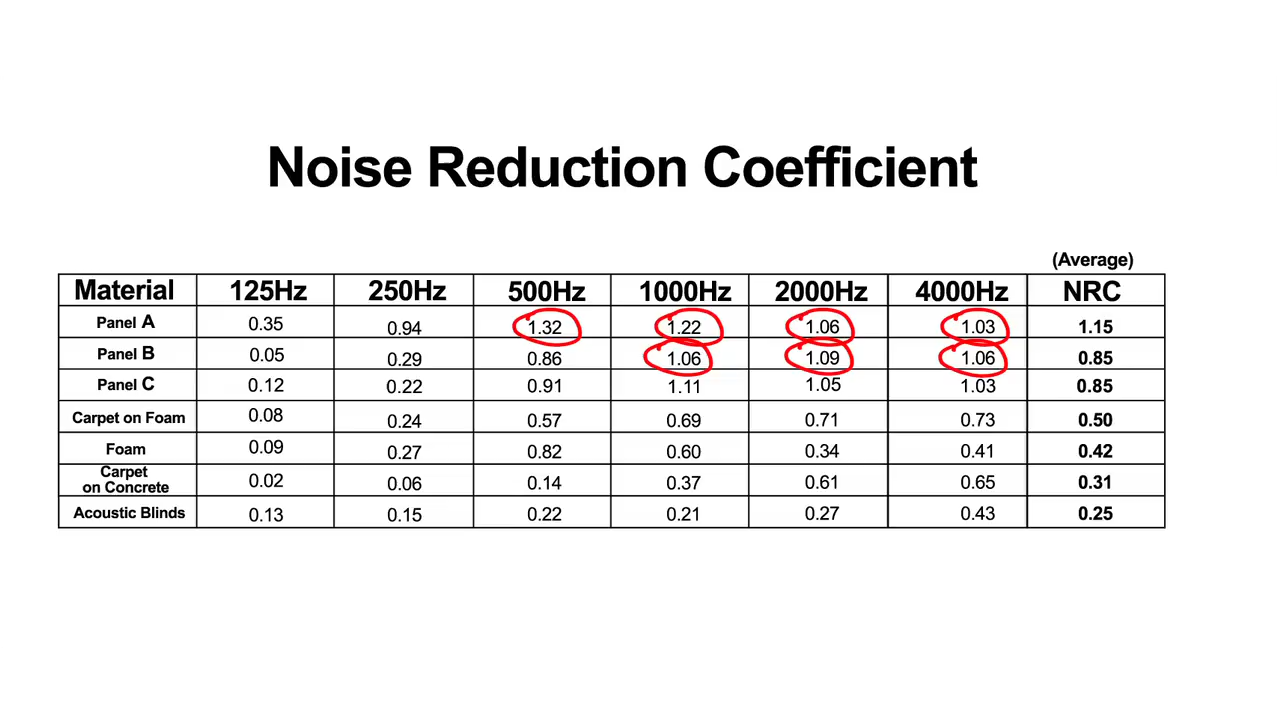 Noise Reduction Coefficient
(Average)
Material 125Hz 250Hz 500Hz 1000Hz 2000Hz 4000Hz NRC
Panel A 0.35 0.94 1.32 1.22 1.06 1.03 1.15
Panel B 0.05 0.29 0.86 1.06 1.09 1.06 0.85
Panel C 0.12 0.22 0.91 1.11 1.05 1.03 0.85
Carpet on Foam 0.08 0.24 0.57 0.69 0.71 0.73 0.50
Foam 0.09 0.27 0.82 0.60 0.34 0.41 0.42
Carpet
on Concrete 0.02 0.06 0.14 0.37 0.61 0.65 0.31
Acoustic Blinds 0.13 0.15 0.22 0.21 0.27 0.43 0.25